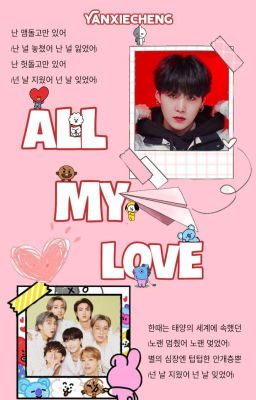 YANXIECHENG
난 맴돌고만 있어
(난 널 놓쳤어 난 널 잃었어)
난 헛돌고만 있어
(넌 날 지웠어 넌 날 잊었어)
ALL
MY
LOVE
한때는 태양의 세계에 속했던
(노랜 멈췄어 노랜 멎었어)
별의 심장엔 텁텁한 안개층뿐
(넌 날 지웠어 넌 날 잊었어)